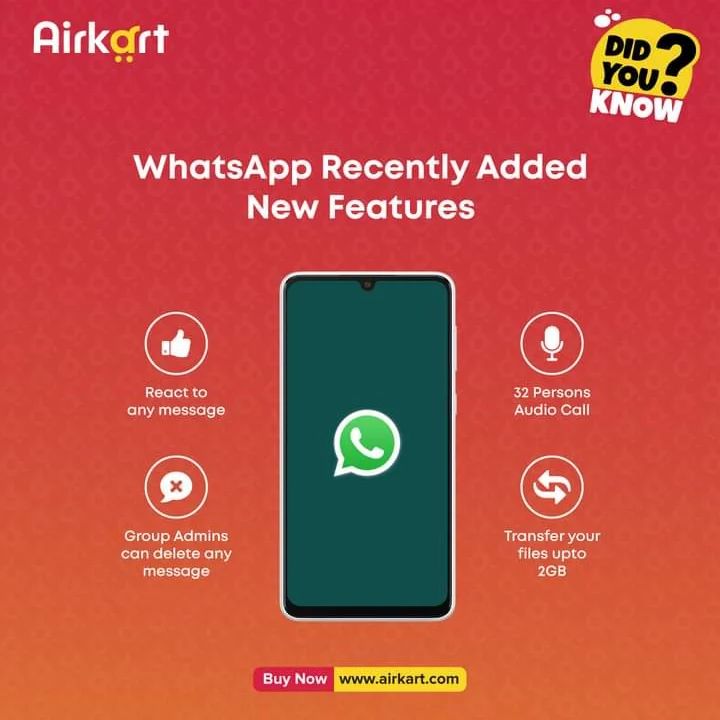 Airkart
DID
YOU?
KNOW
WhatsApp Recently Added
New Features
React to
any message
32 Persons
Audio Call
Group Admins
can delete any
message
Transfer your
files upto
2GB
Buy Now www.airkart.com